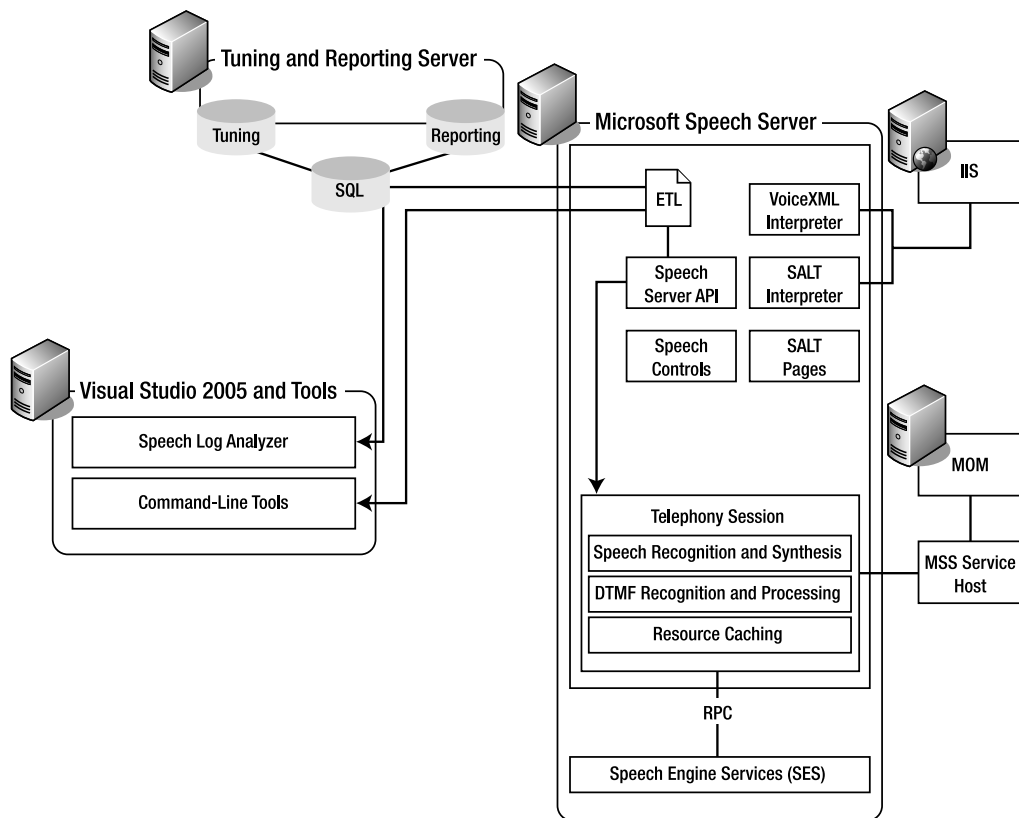 Tuning and Reporting Server
Tuning
Reporting
SQL
Microsoft Speech Server
ETL
VoiceXML
Interpreter
Speech
Server API
SALT
Interpreter
Speech
Controls
SALT
Pages
IIS
Visual Studio 2005 and Tools
Speech Log Analyzer
Command-Line Tools
MOM
Telephony Session
Speech Recognition and Synthesis
DTMF Recognition and Processing
Resource Caching
MSS Service
Host
RPC
Speech Engine Services (SES)